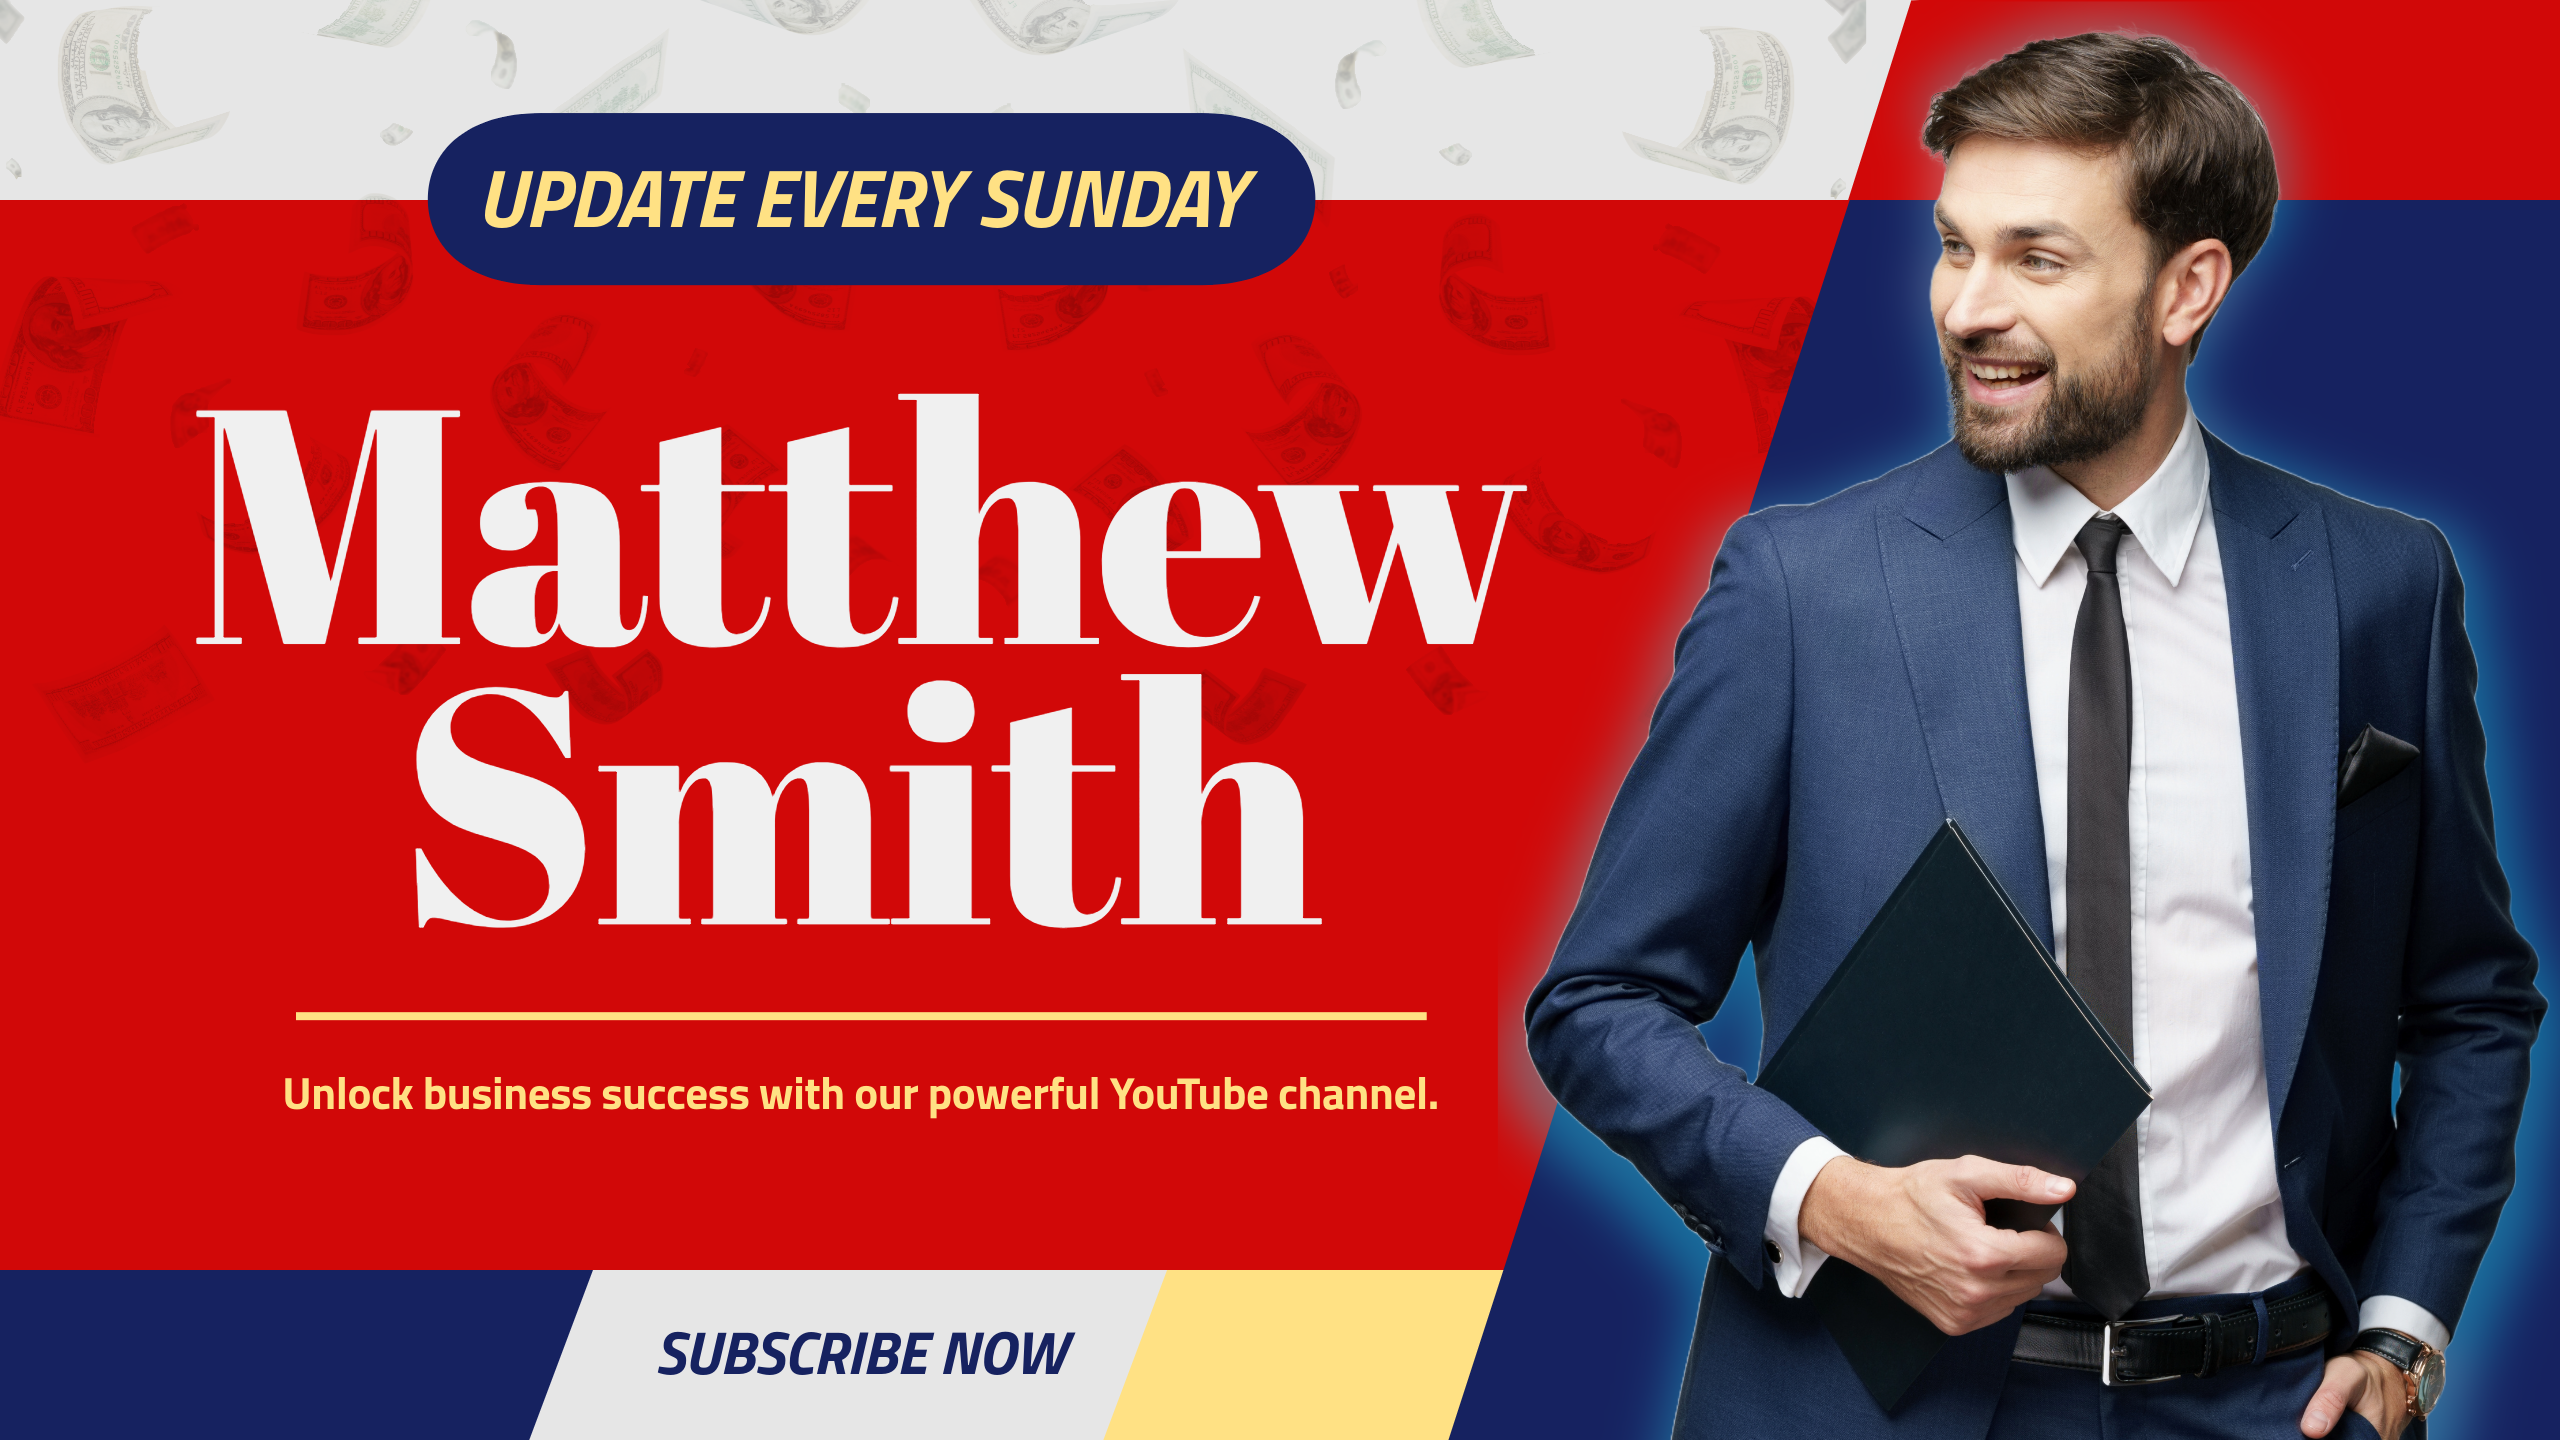 UPDATE EVERY SUNDAY
Matthew
Smith
Unlock business success with our powerful YouTube channel.
SUBSCRIBE NOW